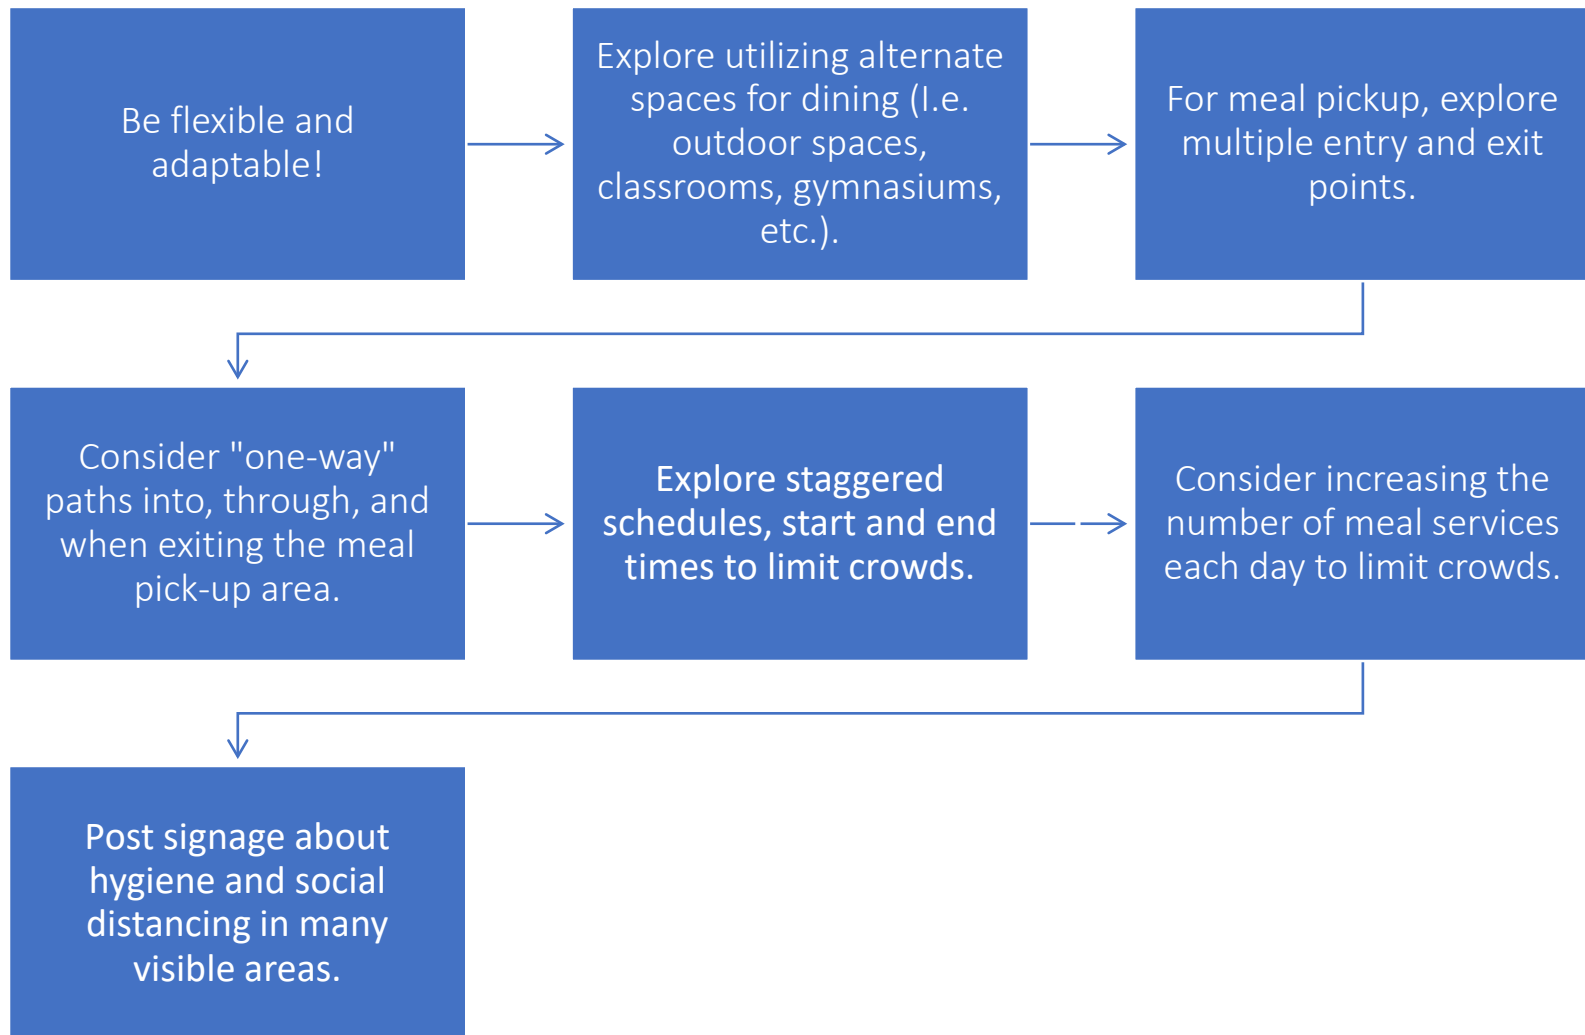 Be flexible and
adaptable!
Explore utilizing alternate
spaces for dining (I.e.
outdoor spaces,
classrooms, gymnasiums,
etc.).
For meal pickup, explore
multiple entry and exit
points.
Consider "one-way"
paths into, through, and
when exiting the meal
pick-up area.
Explore staggered
schedules, start and end
times to limit crowds.
Consider increasing the
number of meal services
each day to limit crowds.
Post signage about
hygiene and social
distancing in many
visible areas.